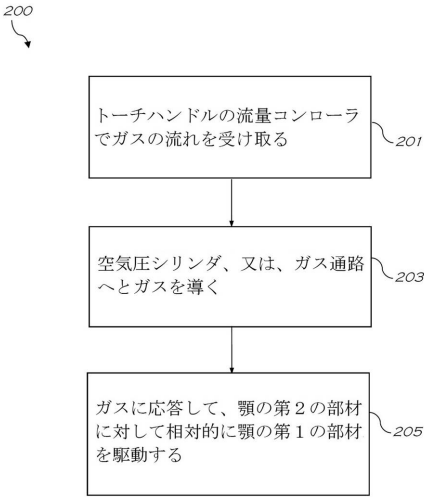 200
トーチハンドルの流量コンローラ
でガスの流れを受け取る
201
空気圧シリンダ、又は、ガス通路
へとガスを導く
203
ガスに応答して、顎の第２の部材
に対して相対的に顎の第１の部材
を駆動する
205